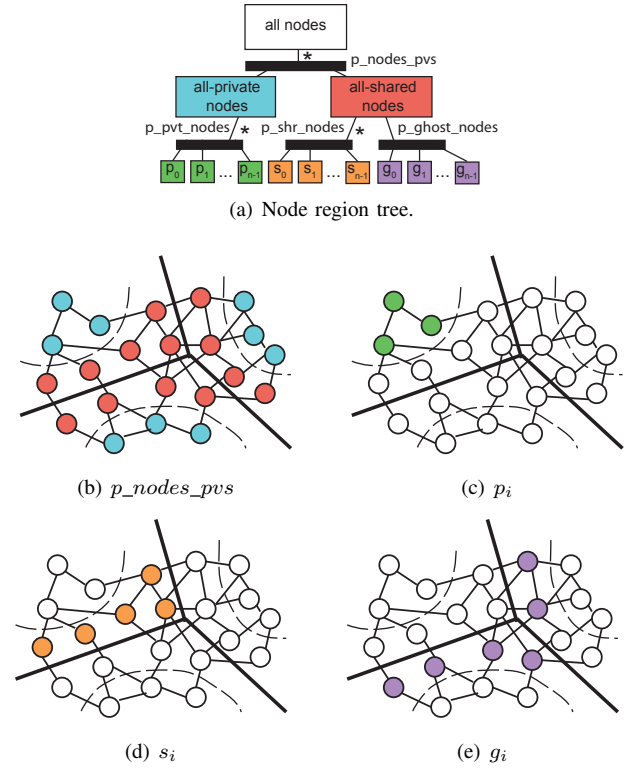 all nodes
*
p_nodes_pvs
all-private nodes
all-shared nodes
p_pvt_nodes
*
p_shr_nodes
*
p_ghost_nodes
p0 p1 ... pn-1 s0 s1 ... sn-1 g0 g1 ... gn-1
(a) Node region tree.
(b) p_nodes_pvs
(c) pi
(d) si
(e) gi